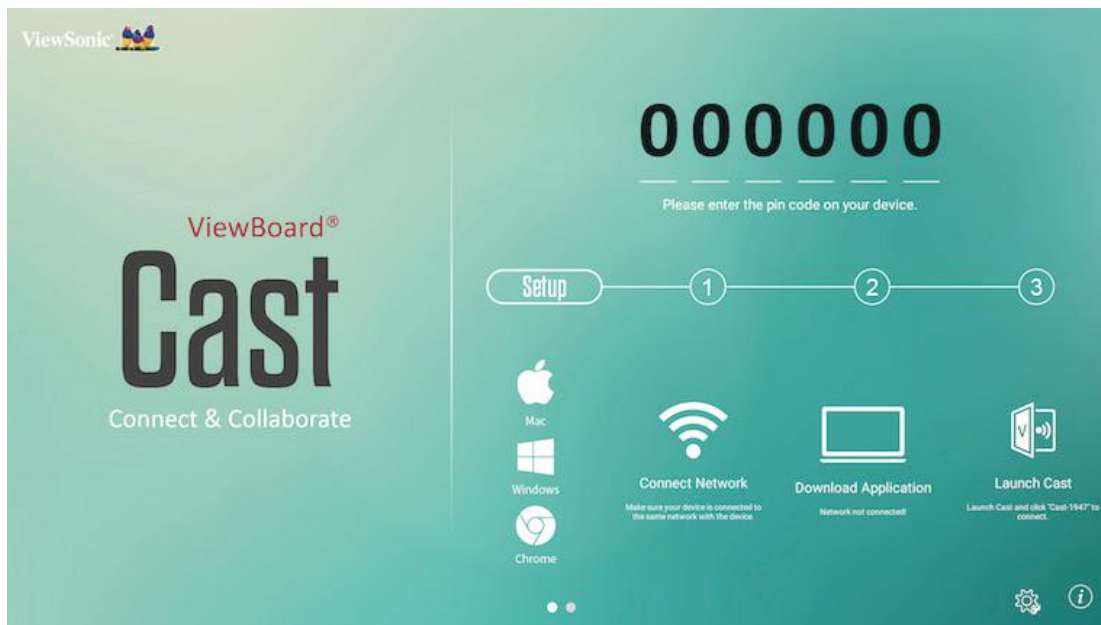 ViewSonic
000000
Please enter the pin code on your device.
ViewBoard®
Cast
Connect & Collaborate
Setup
1
2
3
Mac
Windows
Chrome
Connect Network
Make sure your device is connected to
the same network with the device.
Download Application
Network not connected!
V
Launch Cast
Launch Cast and click "Cast-1947" to
connect.
i